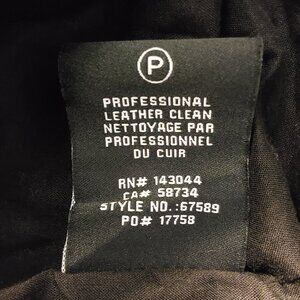 P
PROFESSIONAL
LEATHER CLEAN
NETTOYAGE PAR
PROFESSIONNEL
DU CUIR
RN# 143044
CA# 58734
STYLE NO.:67589
PO# 17758